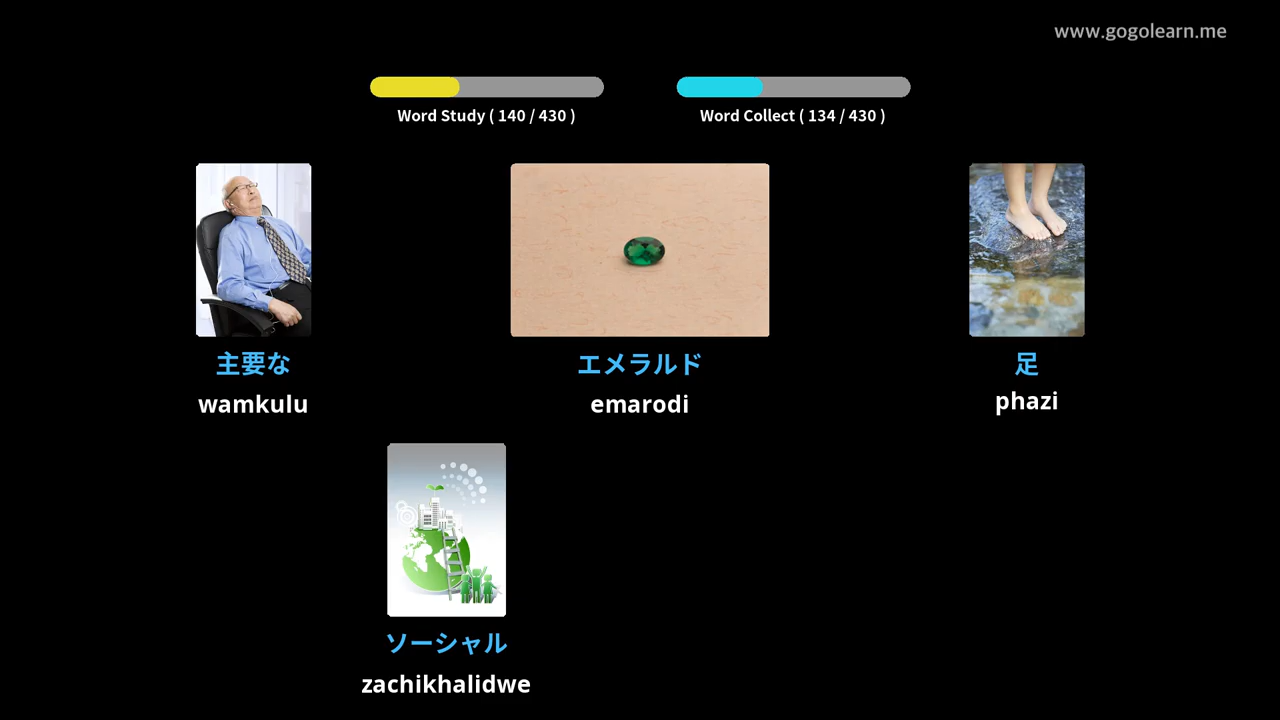 www.gogolearn.me
Word Study ( 140 / 430 )
Word Collect ( 134 / 430 )
主要な
wamkulu
エメラルド
emarodi
足
phazi
ソーシャル
zachikhalidwe